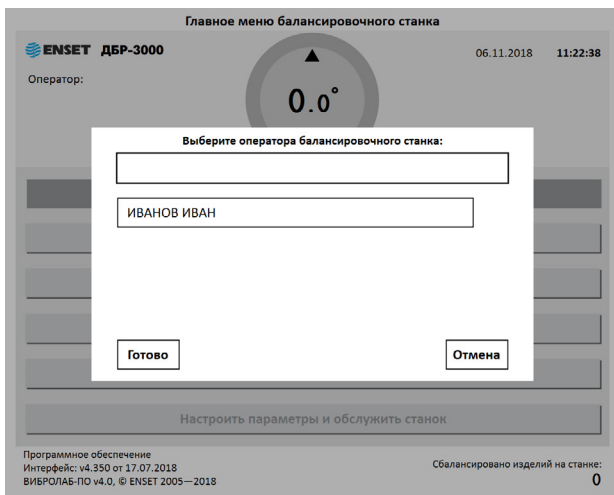 Главное меню балансировочного станка
ENSET ДБР-3000
06.11.2018 11:22:38
Оператор:
0.0°
Выберите оператора балансировочного станка:
ИВАНОВ ИВАН
Готово
Отмена
Настроить параметры и обслужить станок
Программное обеспечение
Интерфейс: v4.350 от 17.07.2018
ВИБРОЛАБ-ПО v4.0, © ENSET 2005—2018
Сбалансировано изделий на станке:
0